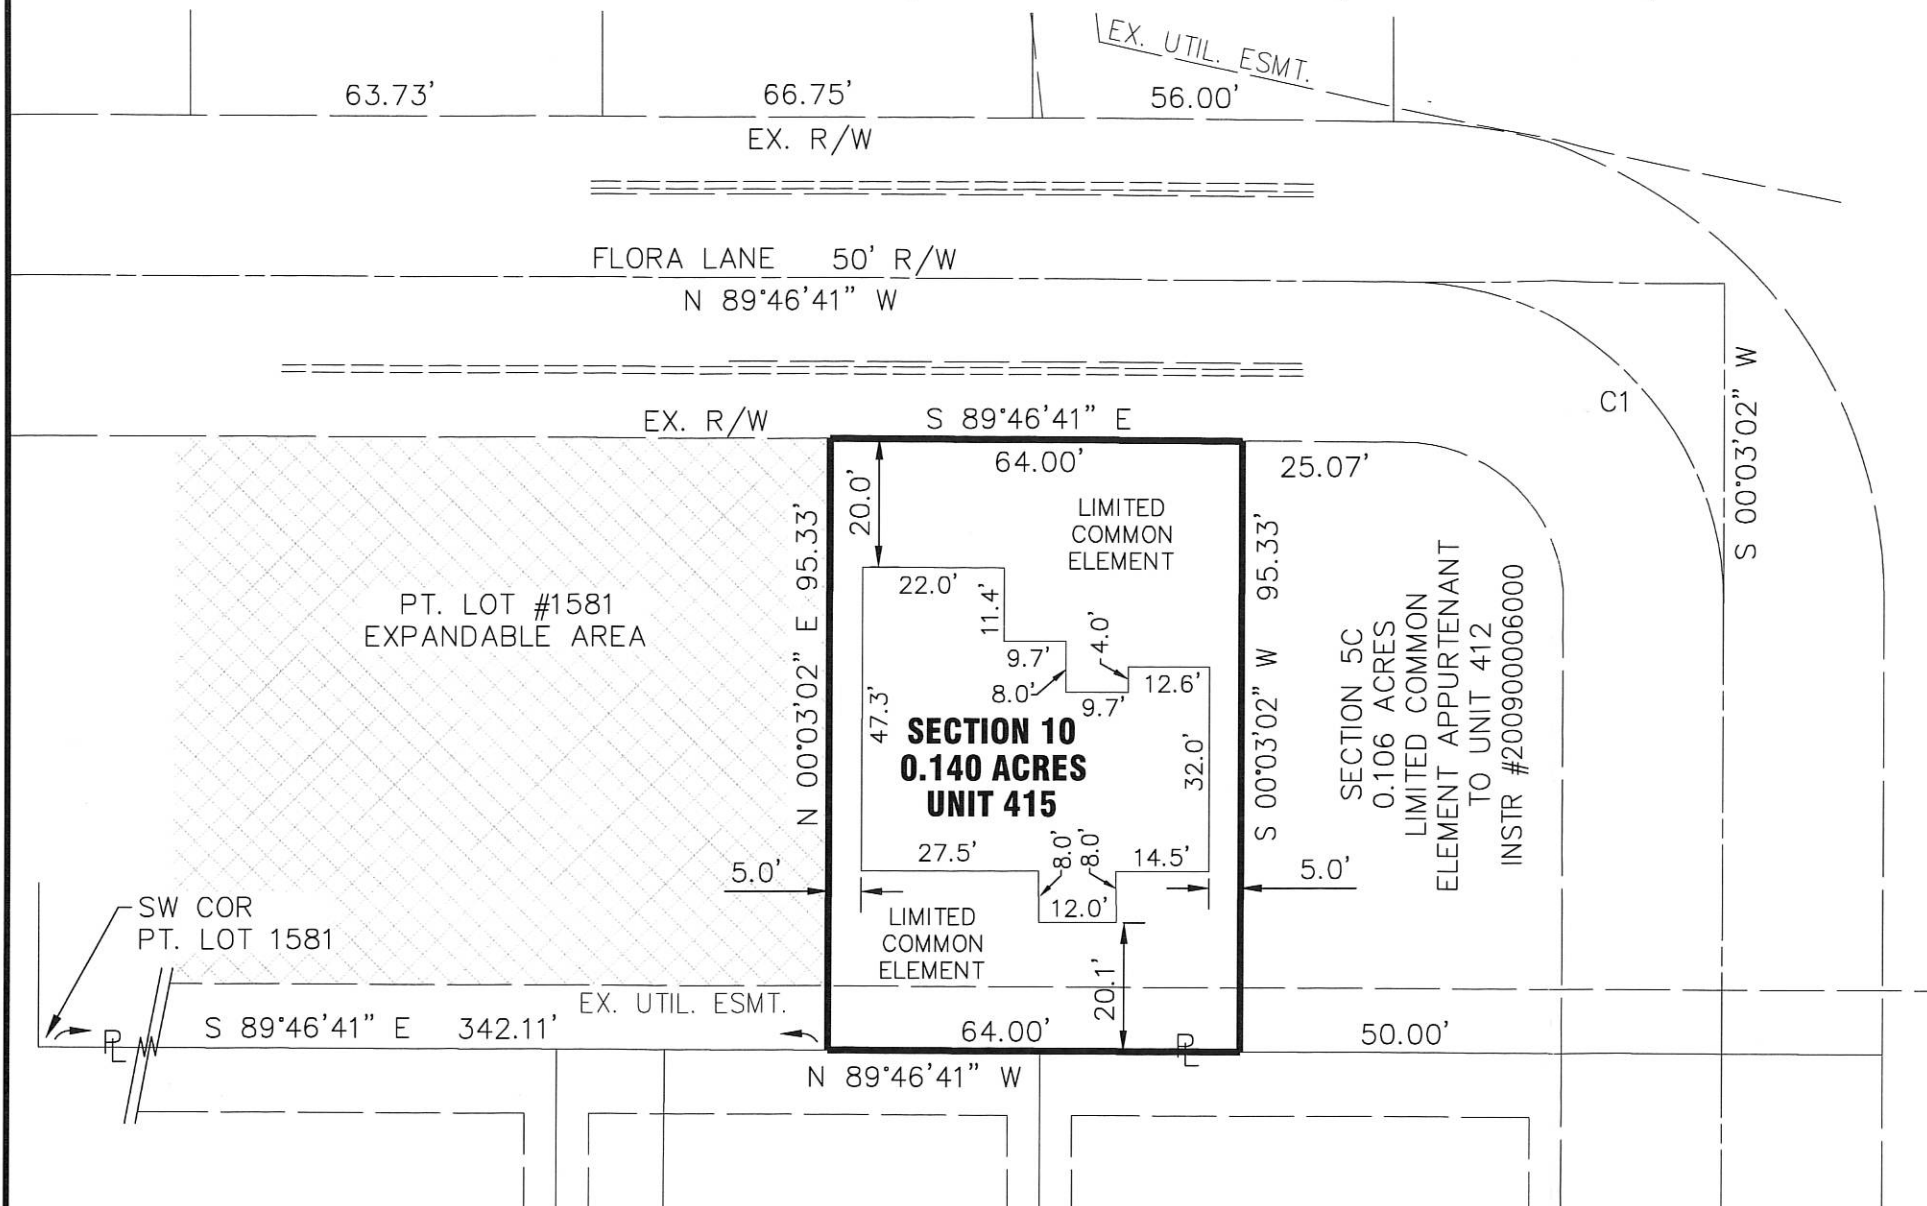 EX. UTIL. ESMT.
63.73'
66.75'
56.00'
EX. R/W
FLORA LANE 50' R/W
N 89°46'41" W
C1
S 00°03'02" W
EX. R/W
S 89°46'41" E
64.00'
25.07'
20.0'
LIMITED
COMMON
ELEMENT
N 00°03'02" E 95.33'
S 00°03'02" W 95.33'
PT. LOT #1581
EXPANDABLE AREA
22.0'
11.4'
9.7'
4.0'
8.0'
9.7'
12.6'
47.3'
32.0'
SECTION 10
0.140 ACRES
UNIT 415
SECTION 5C
0.106 ACRES
LIMITED COMMON
ELEMENT APPURTENANT
TO UNIT 412
INSTR #200900006000
27.5'
8.0'
8.0'
14.5'
12.0'
5.0'
5.0'
LIMITED
COMMON
ELEMENT
20.1'
SW COR
PT. LOT 1581
EX. UTIL. ESMT.
PL
S 89°46'41" E 342.11'
64.00'
PL
50.00'
N 89°46'41" W